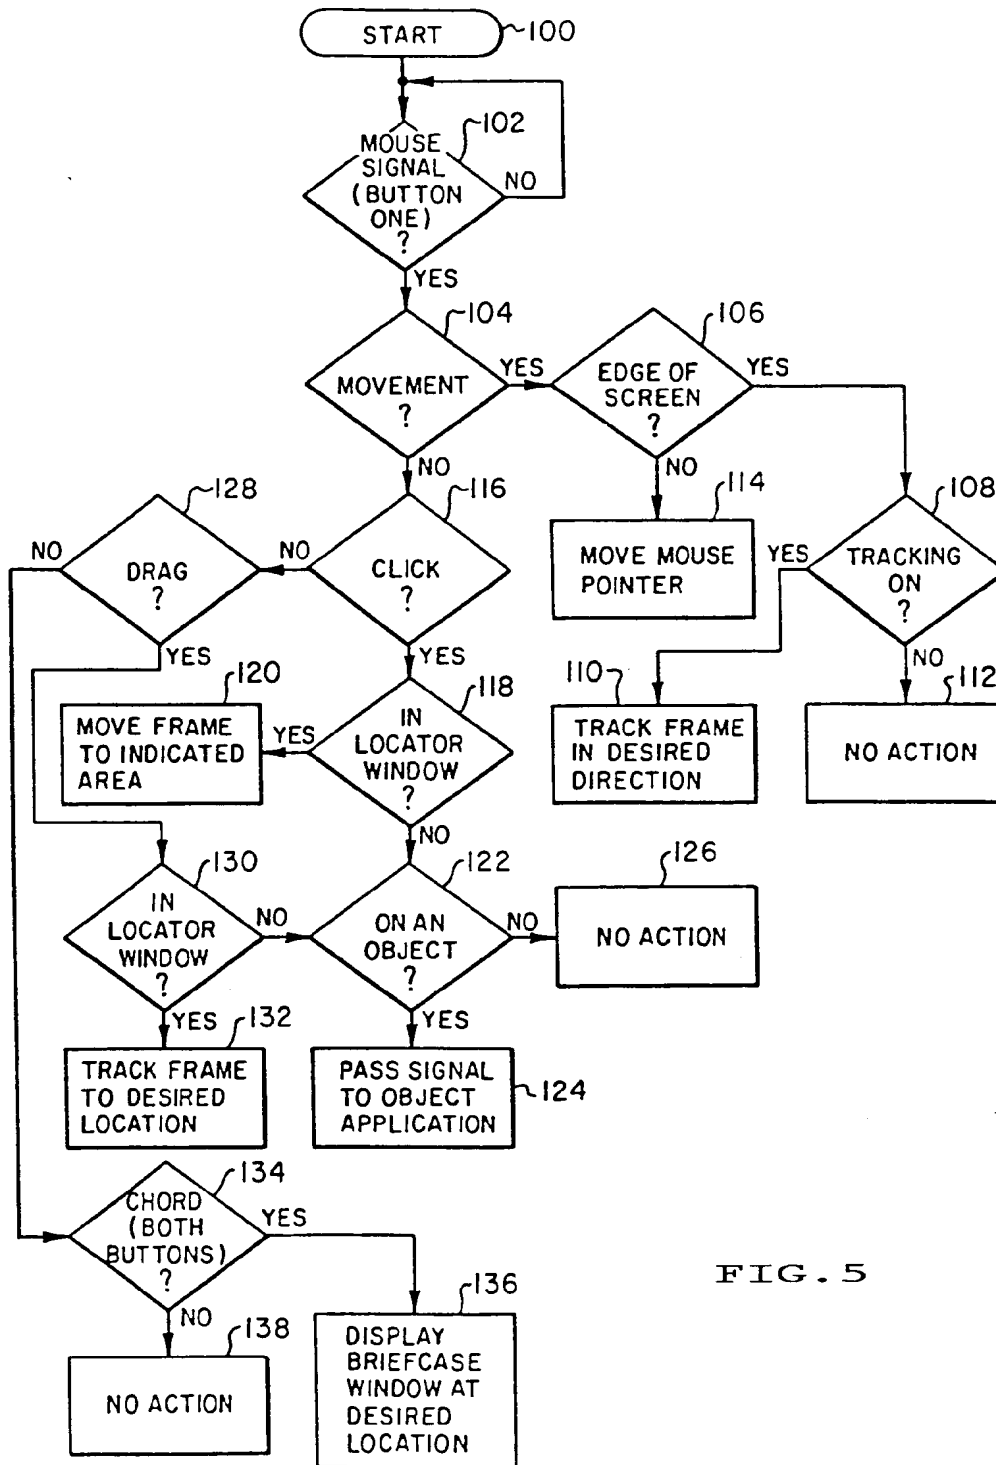 START
100
MOUSE
SIGNAL
(BUTTON
ONE)
?
102
NO
YES
104
MOVEMENT
?
YES
106
EDGE OF
SCREEN
?
YES
NO
NO
128
DRAG
?
NO
YES
116
CLICK
?
NO
YES
114
MOVE MOUSE
POINTER
108
TRACKING
ON
?
YES
NO
120
MOVE FRAME
TO INDICATED
AREA
118
IN
LOCATOR
WINDOW
?
YES
NO
110
TRACK FRAME
IN DESIRED
DIRECTION
112
NO ACTION
130
IN
LOCATOR
WINDOW
?
NO
YES
122
ON AN
OBJECT
?
NO
YES
126
NO ACTION
132
TRACK FRAME
TO DESIRED
LOCATION
PASS SIGNAL
TO OBJECT
APPLICATION
124
134
CHORD
(BOTH
BUTTONS)
?
YES
NO
138
NO ACTION
136
DISPLAY
BRIEFCASE
WINDOW AT
DESIRED
LOCATION
FIG. 5